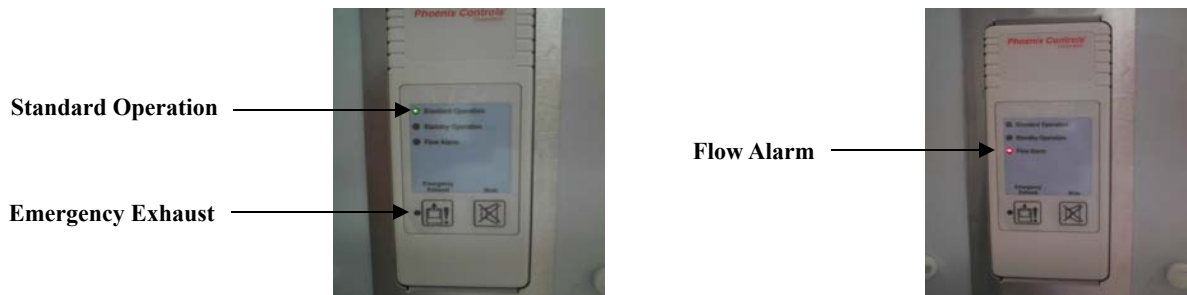 Standard Operation
Emergency Exhaust
Phoenix Controls
Standard Operation
Standby Operation
Flow Alarm
Emergency
Exhaust
Mute
Flow Alarm
Phoenix Controls
Corporation
Standard Operation
Standby Operation
Flow Alarm
Emergency
Exhaust
Mute